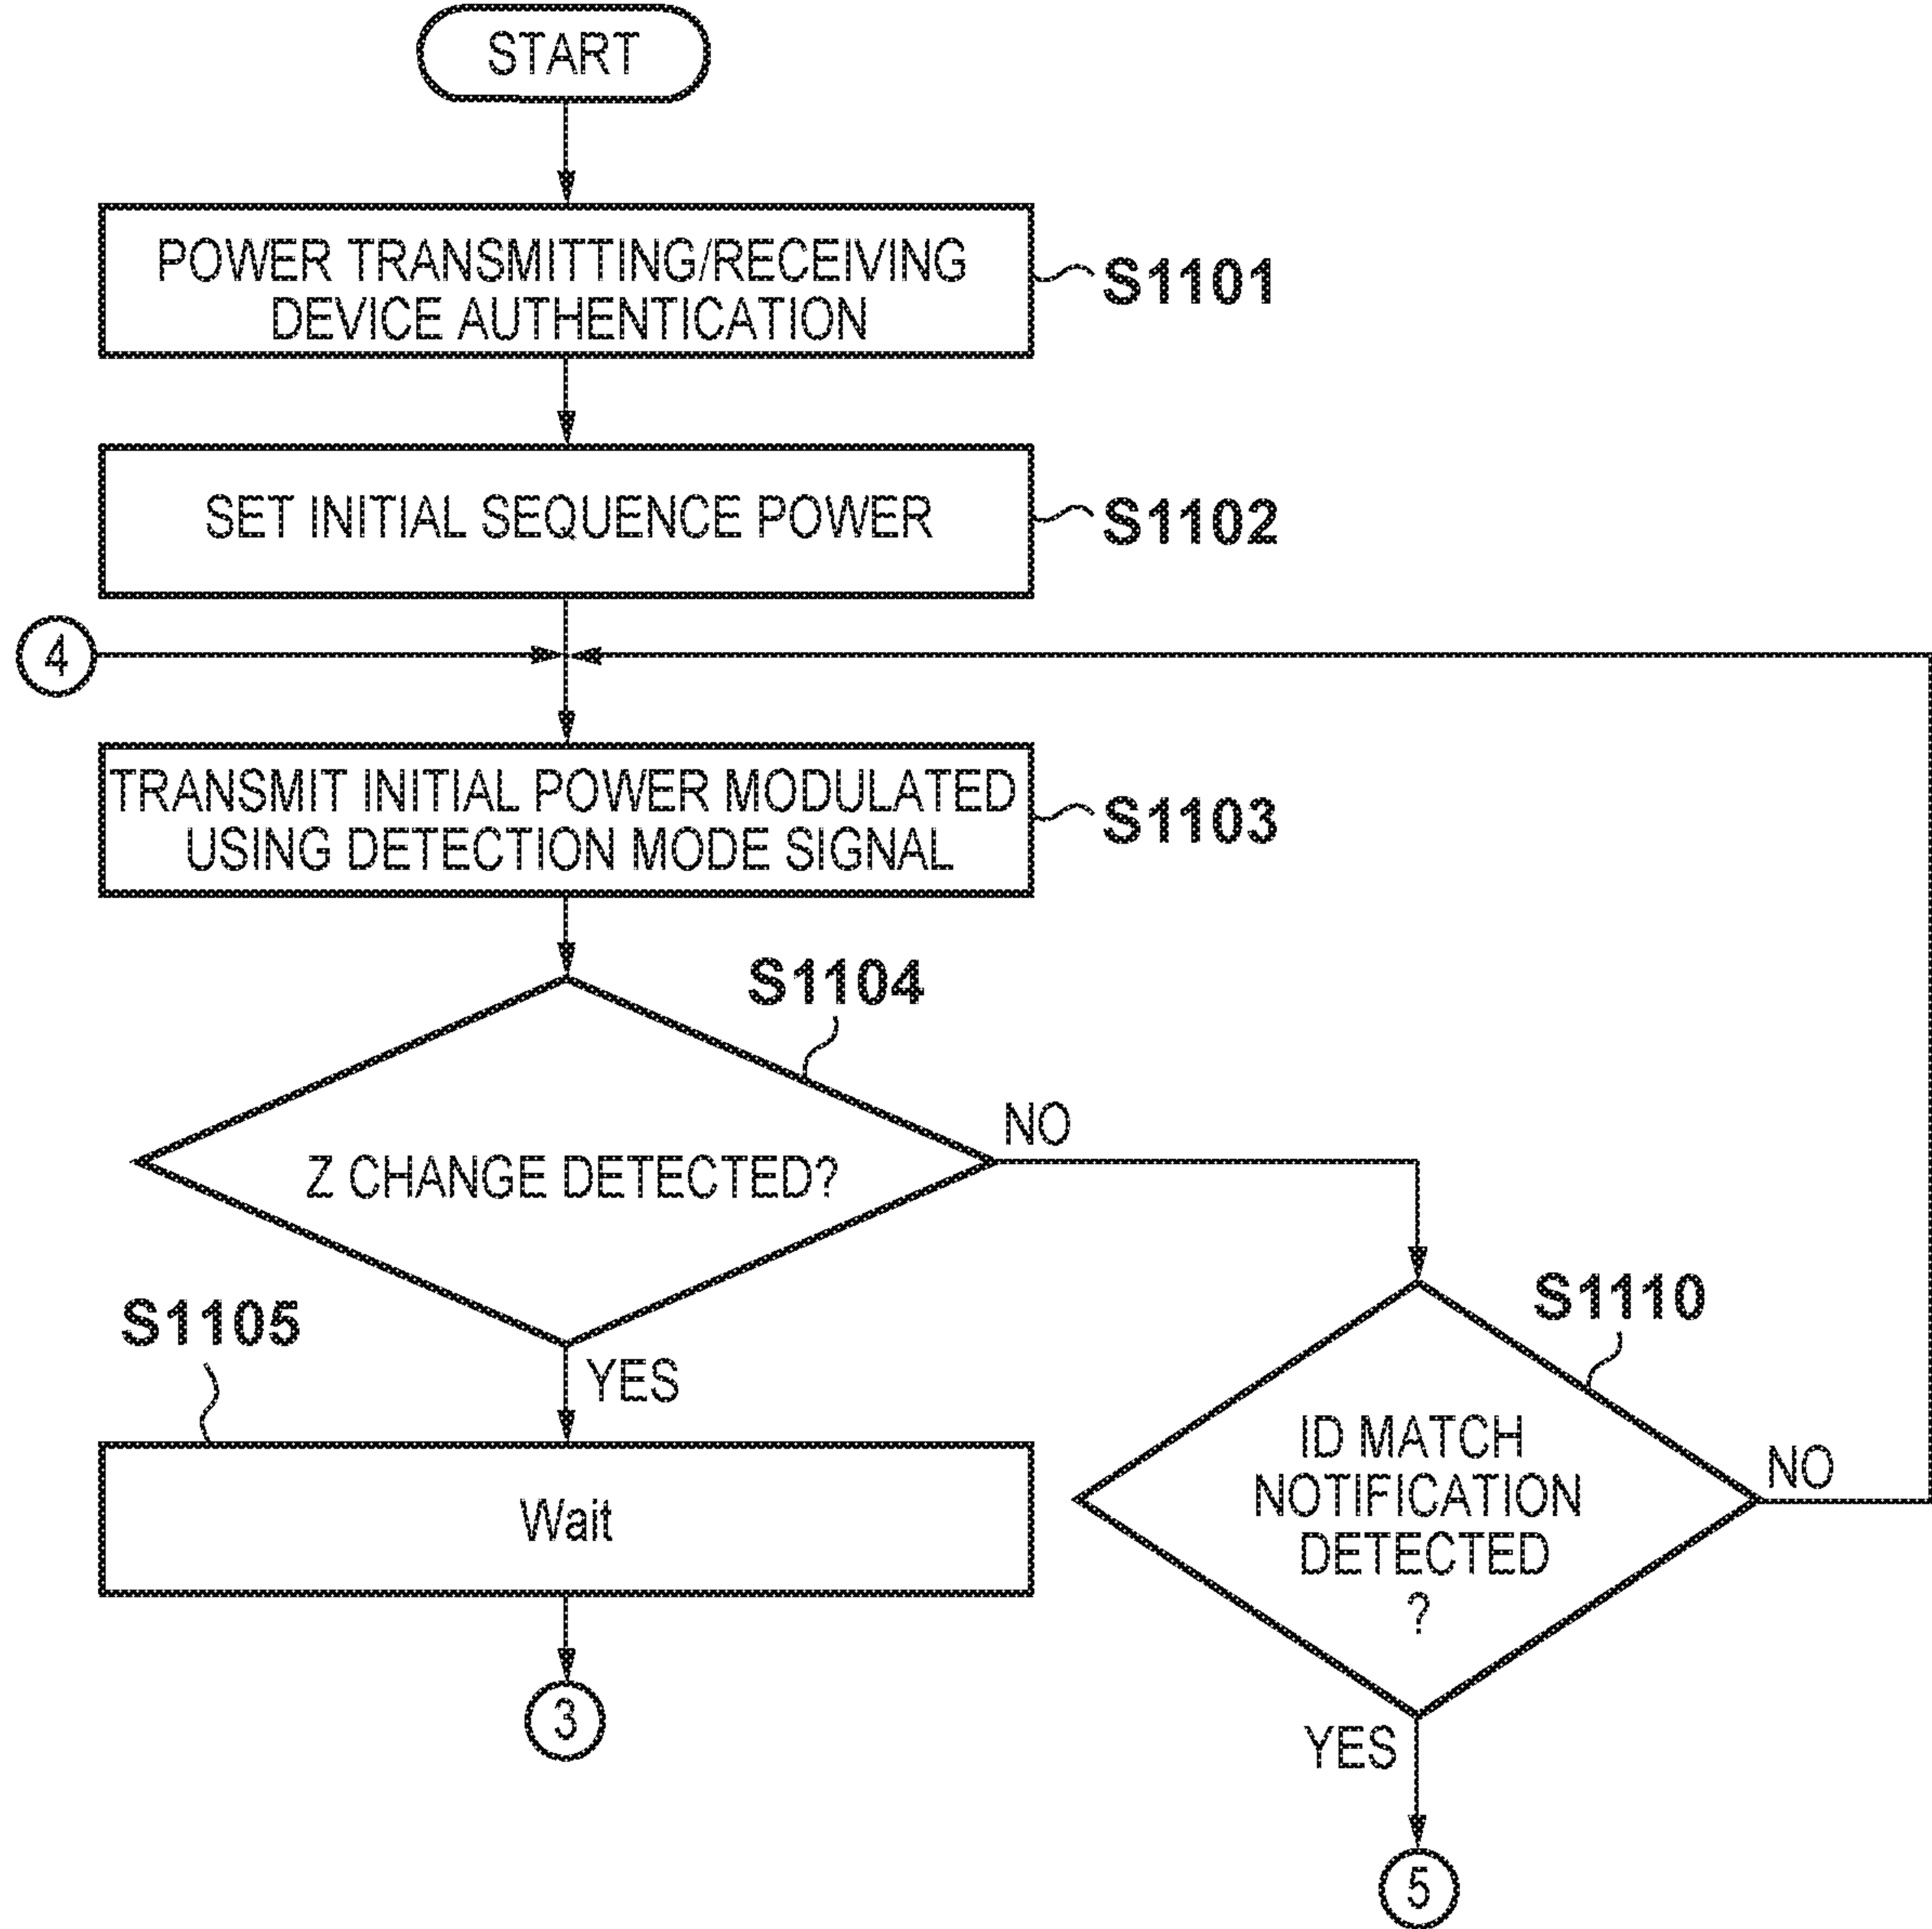 START
POWER TRANSMITTING/RECEIVING
DEVICE AUTHENTICATION
S1101
SET INITIAL SEQUENCE POWER
S1102
4
TRANSMIT INITIAL POWER MODULATED
USING DETECTION MODE SIGNAL
S1103
S1104
Z CHANGE DETECTED?
NO
YES
S1105
Wait
3
S1110
ID MATCH
NOTIFICATION
DETECTED
?
NO
YES
5